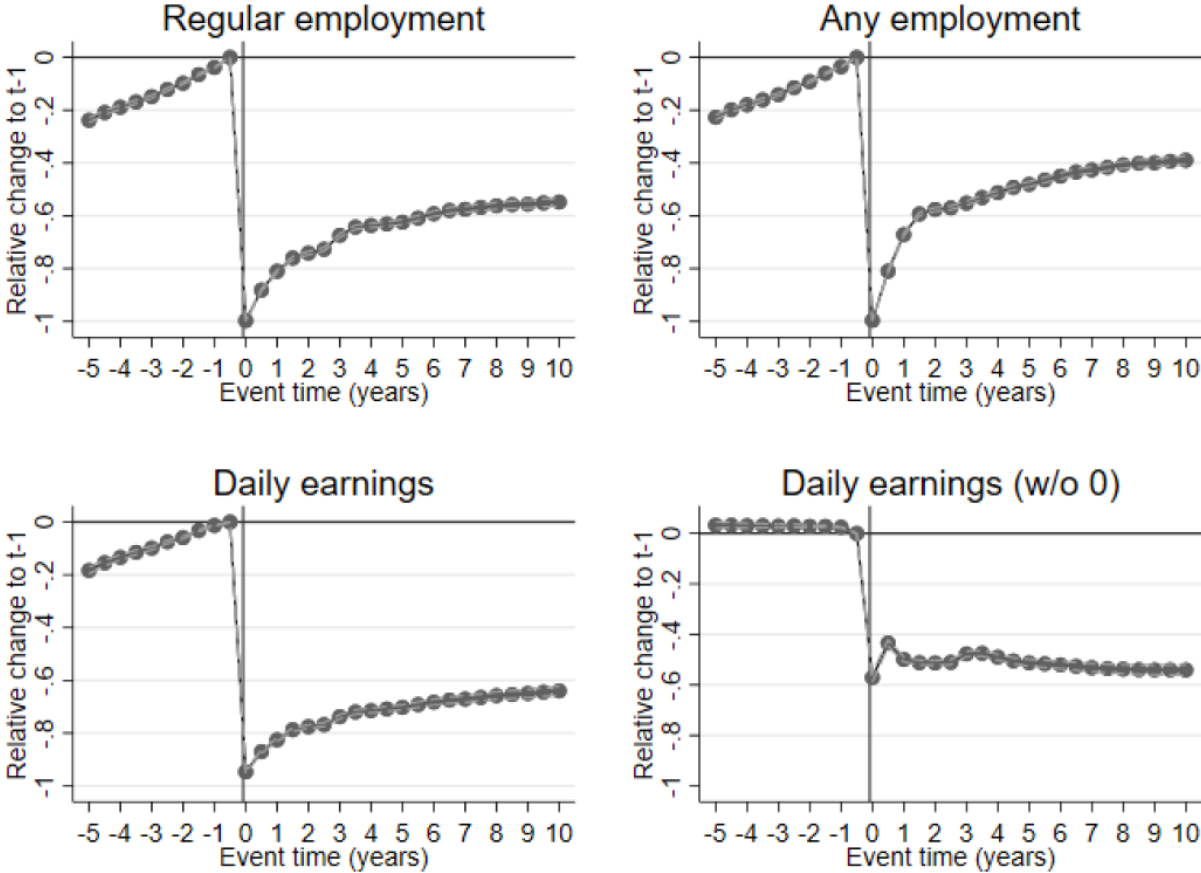 Regular employment
Relative change to t-1
0
-.2
-.4
-.6
-.8
-1
-5 -4 -3 -2 -1 0 1 2 3 4 5 6 7 8 9 10
Event time (years)
Any employment
Relative change to t-1
0
-.2
-.4
-.6
-.8
-1
-5 -4 -3 -2 -1 0 1 2 3 4 5 6 7 8 9 10
Event time (years)
Daily earnings
Relative change to t-1
0
-.2
-.4
-.6
-.8
-1
-5 -4 -3 -2 -1 0 1 2 3 4 5 6 7 8 9 10
Event time (years)
Daily earnings (w/o 0)
Relative change to t-1
0
-.2
-.4
-.6
-.8
-1
-5 -4 -3 -2 -1 0 1 2 3 4 5 6 7 8 9 10
Event time (years)